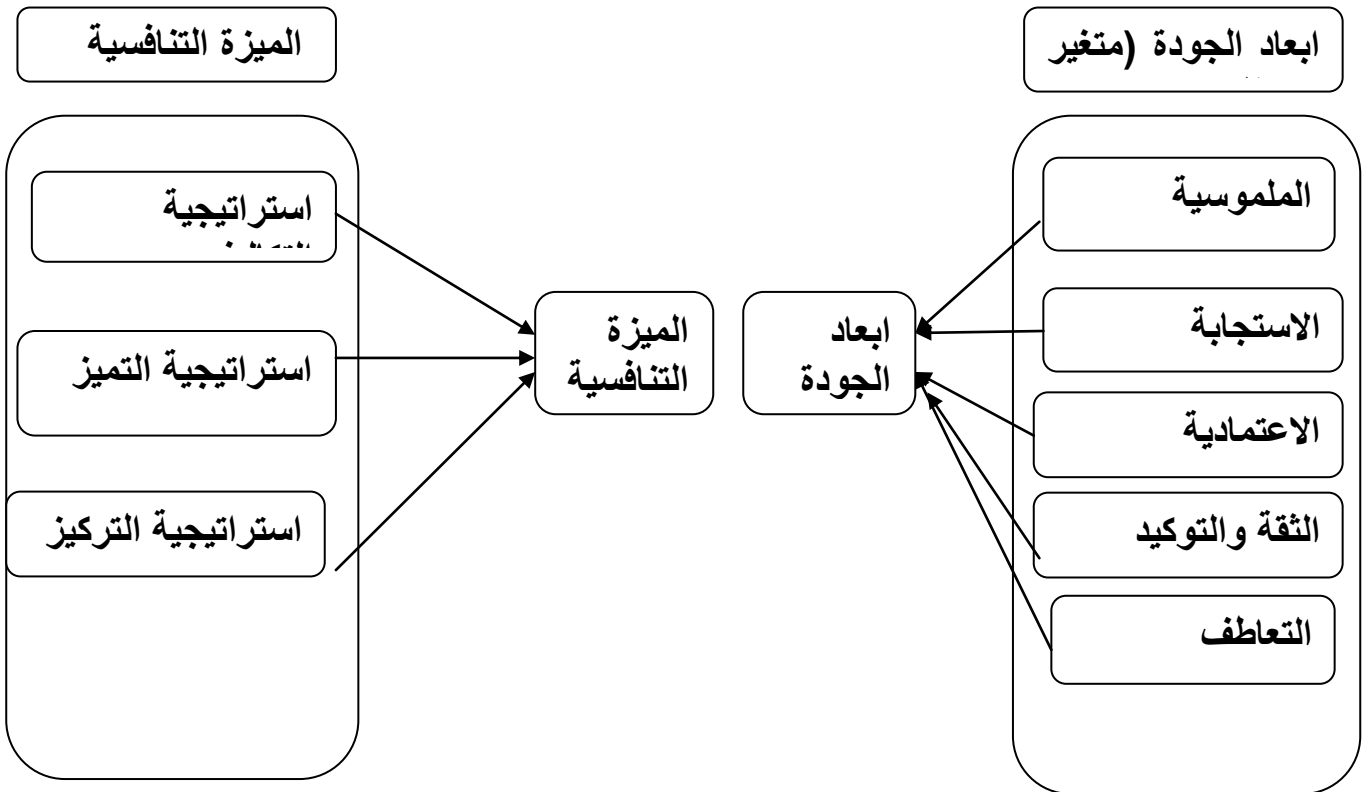 ابعاد الجودة (متغير
الميزة التنافسية
الملموسية
الاستجابة
الاعتمادية
الثقة والتوكيد
التعاطف
ابعاد
الجودة
الميزة
التنافسية
استراتيجية
استراتيجية التميز
استراتيجية التركيز